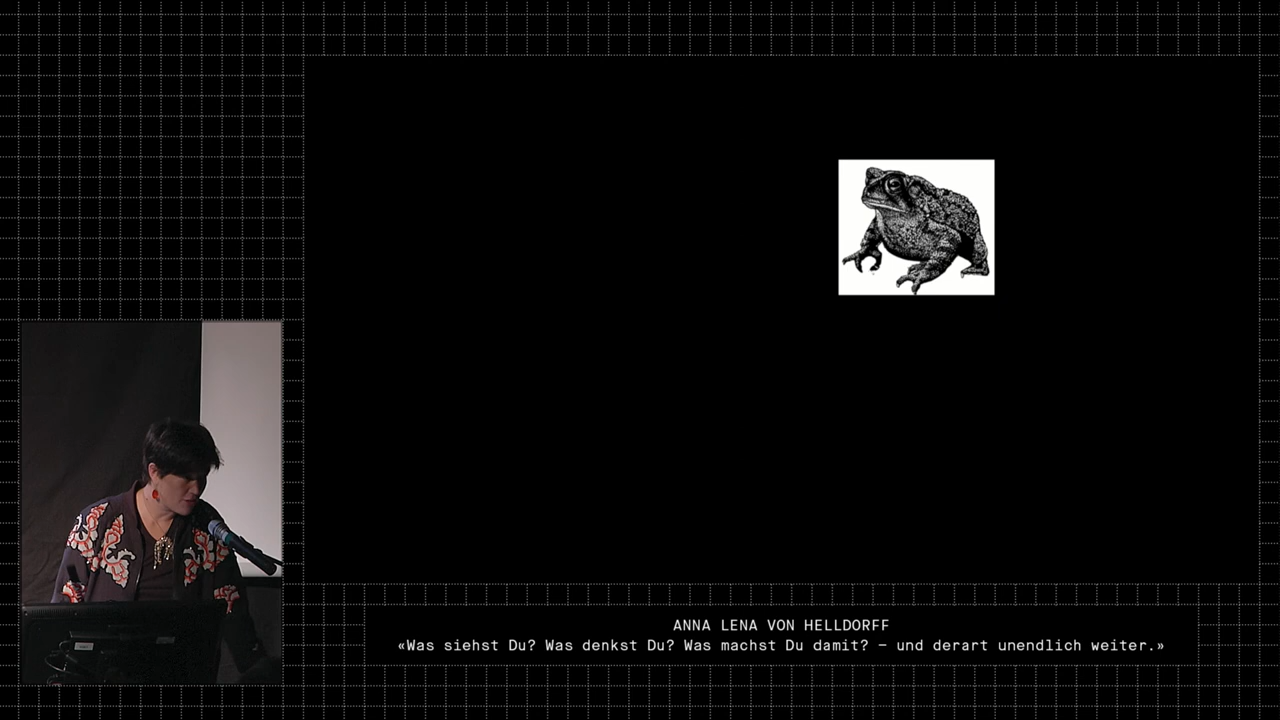 ANNA LENA VON HELLDORFF
«Was siehst Du? Was denkst Du? Was machst Du damit? – und derart unendlich weiter.»